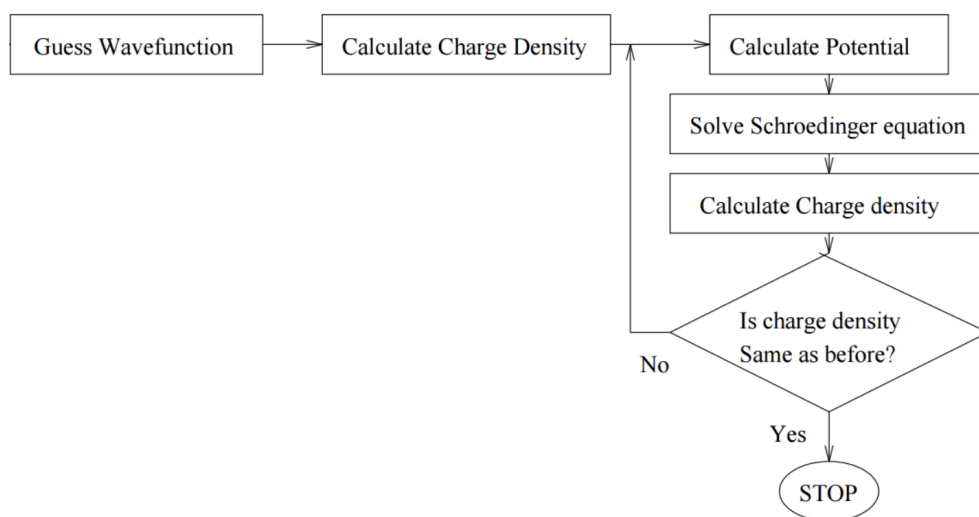 Guess Wavefunction
Calculate Charge Density
Calculate Potential
Solve Schroedinger equation
Calculate Charge density
Is charge density
Same as before?
No
Yes
STOP